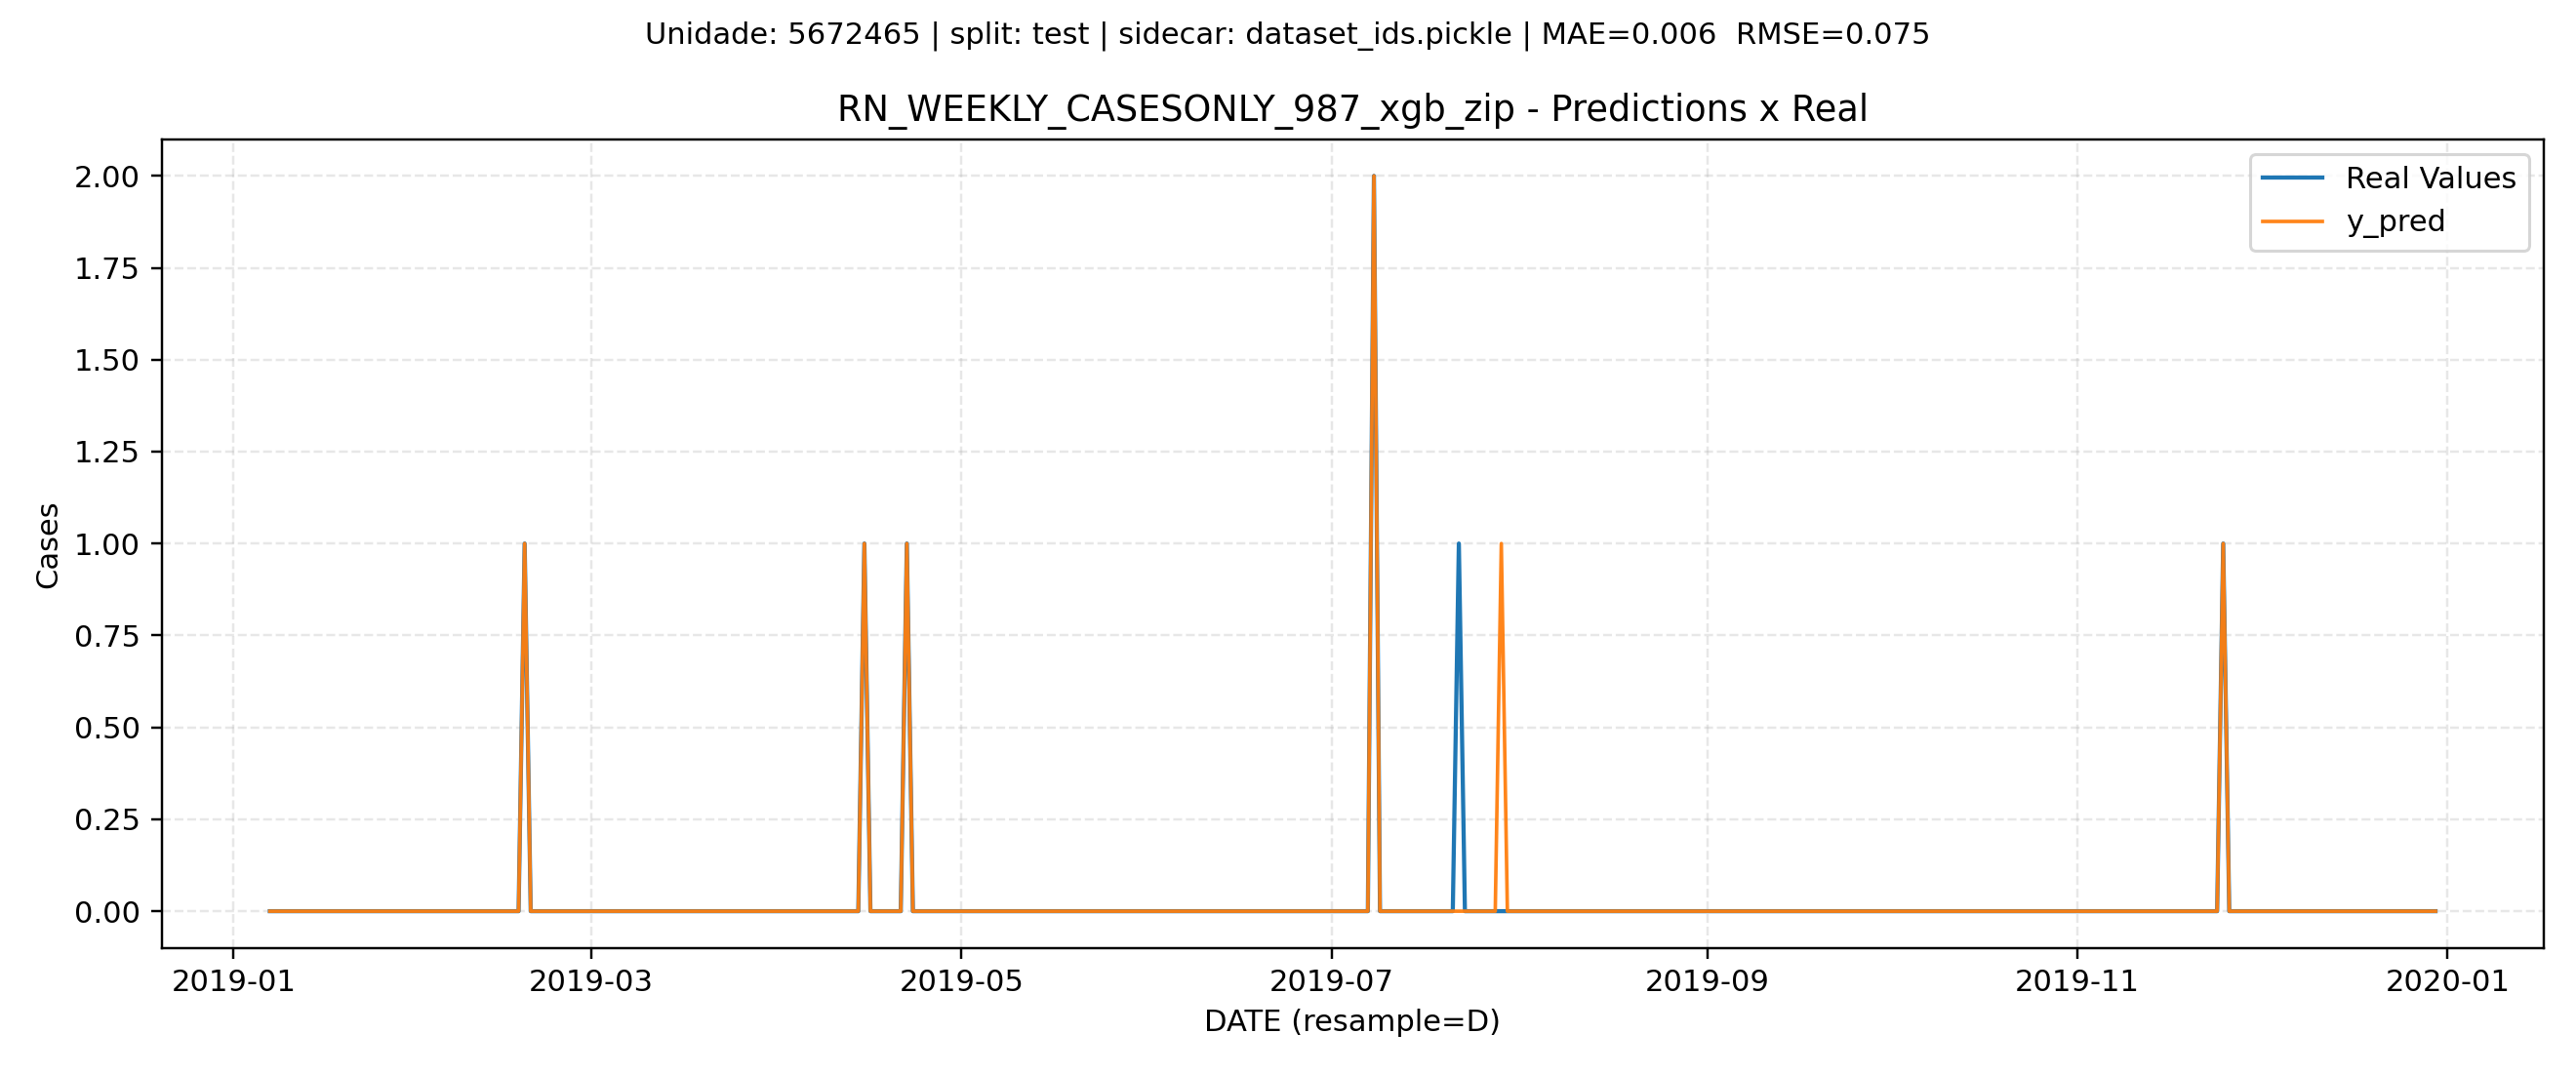 Unidade: 5672465 | split: test | sidecar: dataset_ids.pickle | MAE=0.006  RMSE=0.075
RN_WEEKLY_CASESONLY_987_xgb_zip - Predictions x Real
Real Values
y_pred
2.00
1.75
1.50
1.25
1.00
0.75
0.50
0.25
0.00
Cases
2019-01
2019-03
2019-05
2019-07
2019-09
2019-11
2020-01
DATE (resample=D)